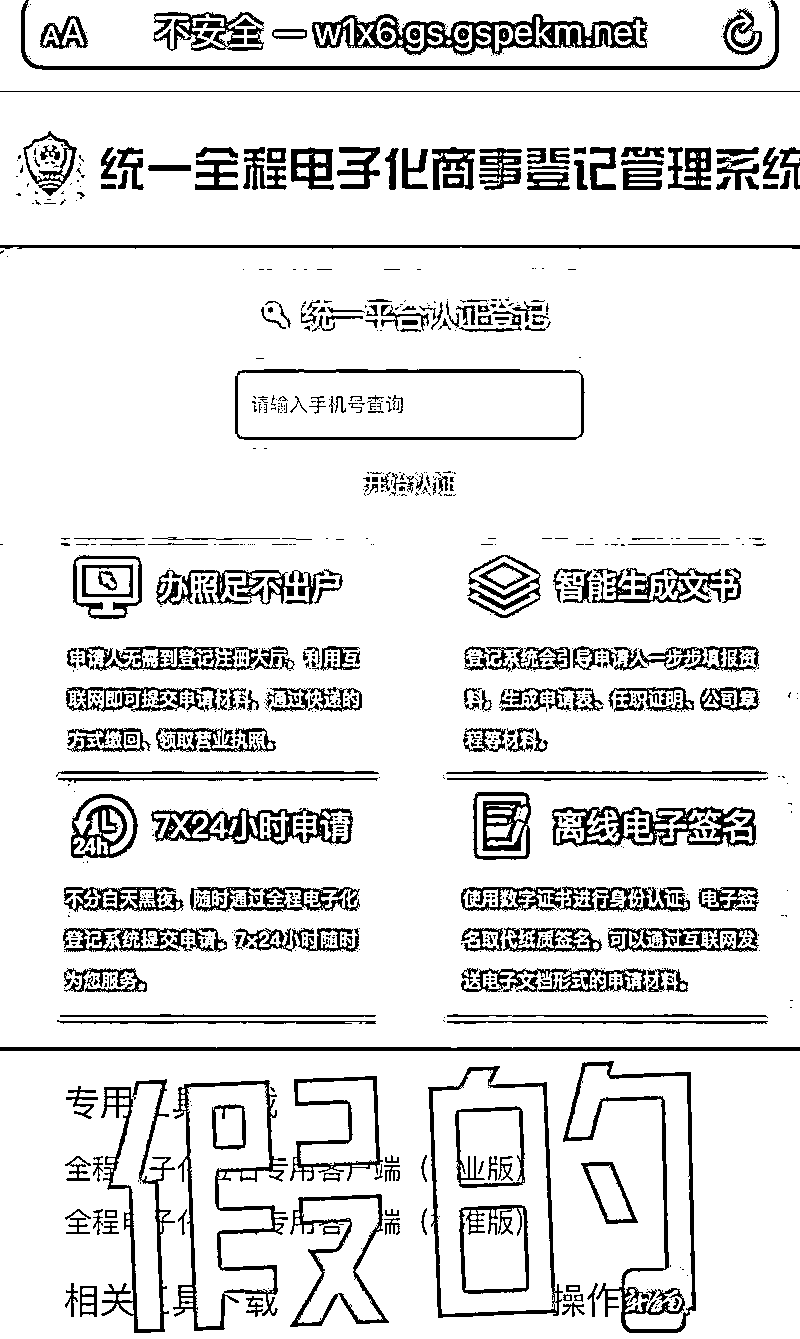 AA 不安全 — w1x6.gs.gspekm.net
统一全程电子化商事登记管理系统
统一平台认证登记
请输入手机号查询
开始认证
办照足不出户
申请人无需到登记注册大厅，利用互
联网即可提交申请材料，通过快递的
方式缴回、领取营业执照。
智能生成文书
登记系统会引导申请人一步步填报资
料，生成申请表、任职证明、公司章
程等材料。
7X24小时申请
24h
不分白天黑夜，随时通过全程电子化
登记系统提交申请。7x24小时随时
为您服务。
离线电子签名
使用数字证书进行身份认证，电子签
名取代纸质签名。可以通过互联网发
送电子文档形式的申请材料。
假的
专用工具下载
全程电子化 专用客户端（ 业版）
全程电子化 专用客户端（标准版）
相关工具下载
操作